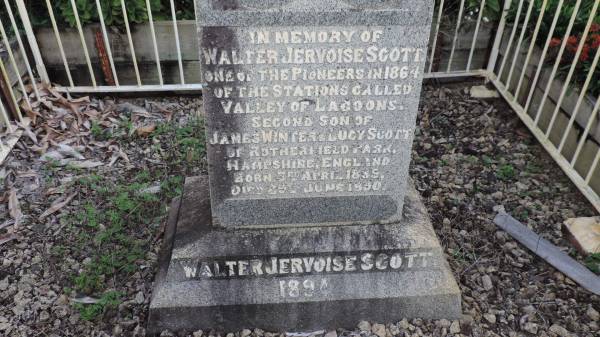 IN MEMORY OF
WALTER JERVOISE SCOTT
ONE OF THE PIONEERS IN 1864
OF THE STATIONS CALLED
VALLEY OF LAGOONS.
SECOND SON OF
JAMES WINTER & LUCY SCOTT
OF ROTHERFIELD PARK,
HAMPSHIRE, ENGLAND
BORN APRIL 1835.
DIED JUNE 1890.
WALTER JERVOISE SCOTT
1894